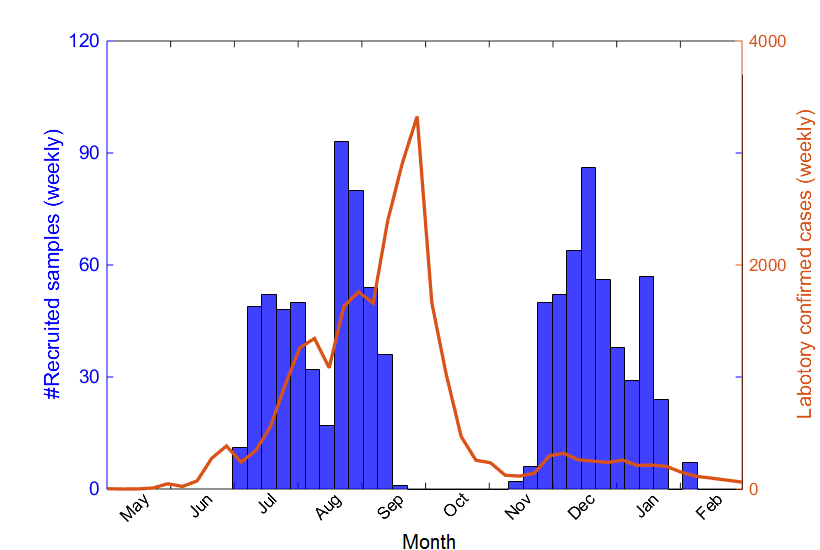 120
90
60
30
0
#Recruited samples (weekly)
4000
2000
0
Labotory confirmed cases (weekly)
May Jun Jul Aug Sep Oct Nov Dec Jan Feb
Month